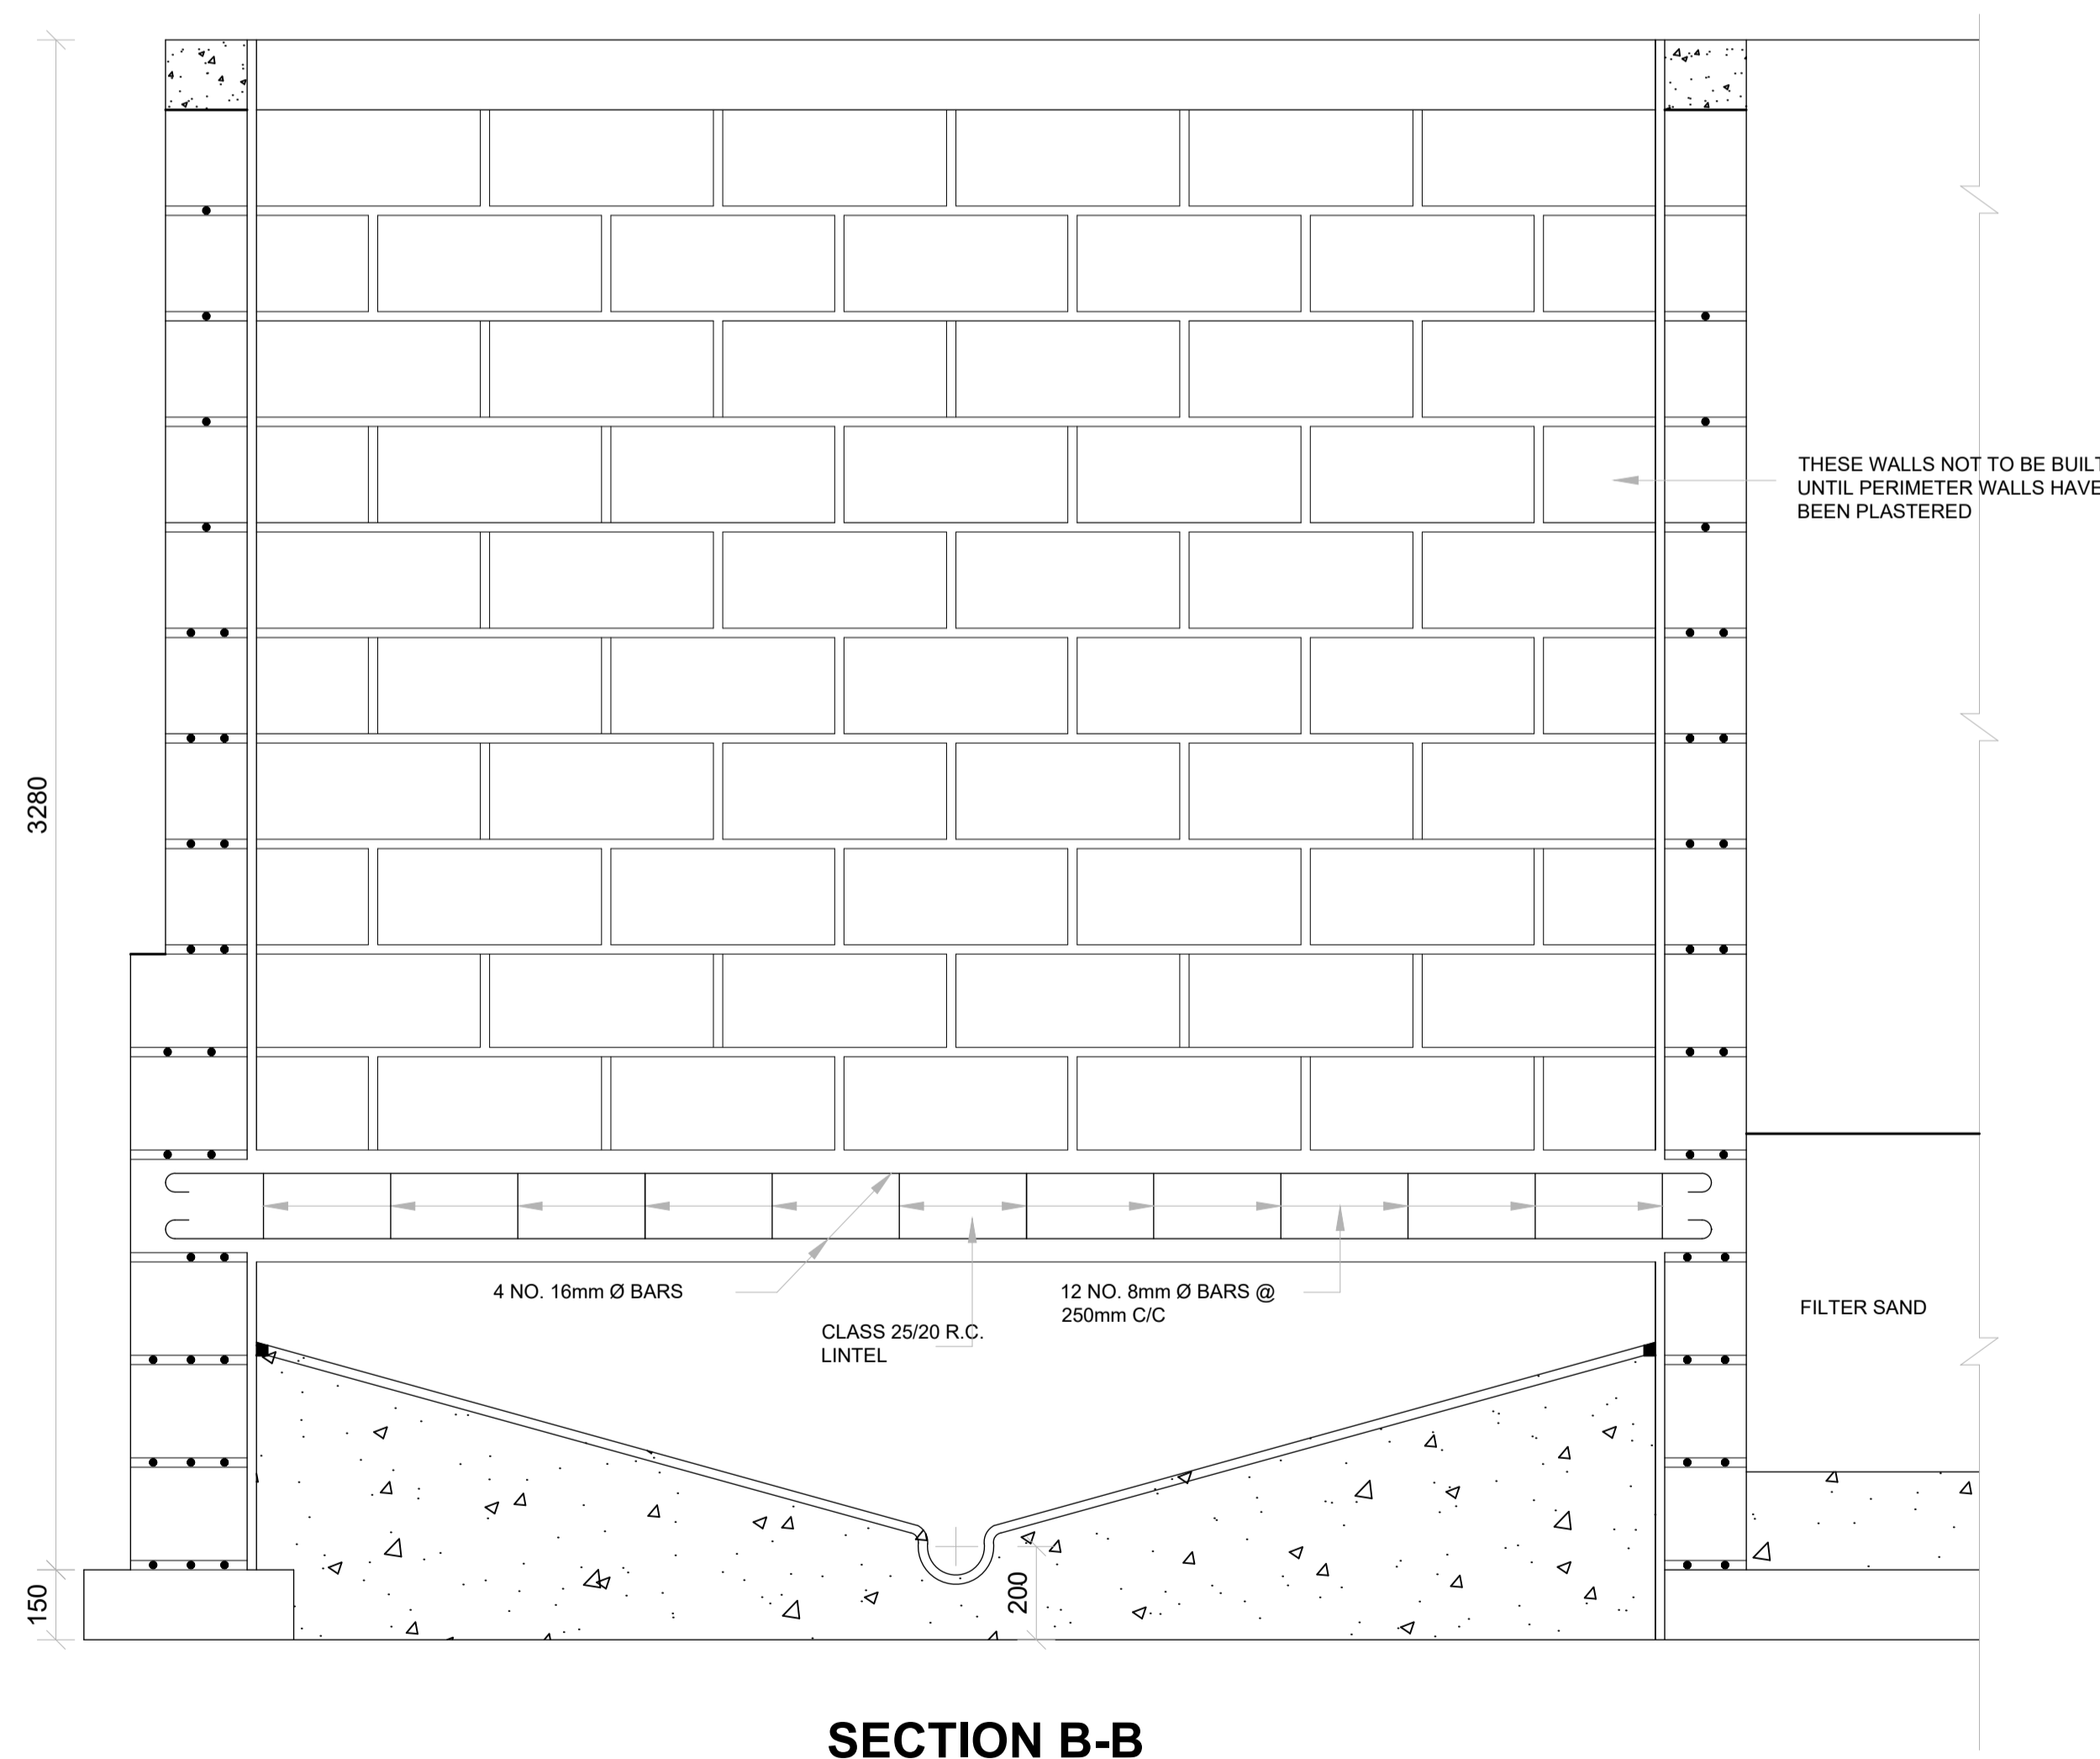 THESE WALLS NOT TO BE BUILT
UNTIL PERIMETER WALLS HAVE
BEEN PLASTERED
3280
4 NO. 16mm Ø BARS
12 NO. 8mm Ø BARS @
250mm C/C
CLASS 25/20 R.C.
LINTEL
FILTER SAND
150
200
SECTION B-B